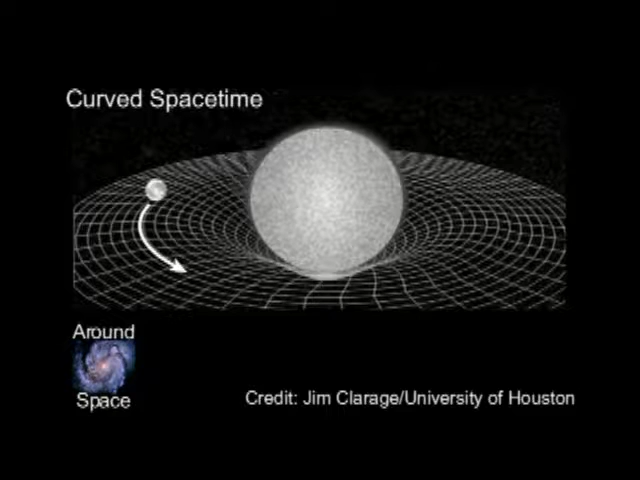 Curved Spacetime
Around
Space
Credit: Jim Clarage/University of Houston